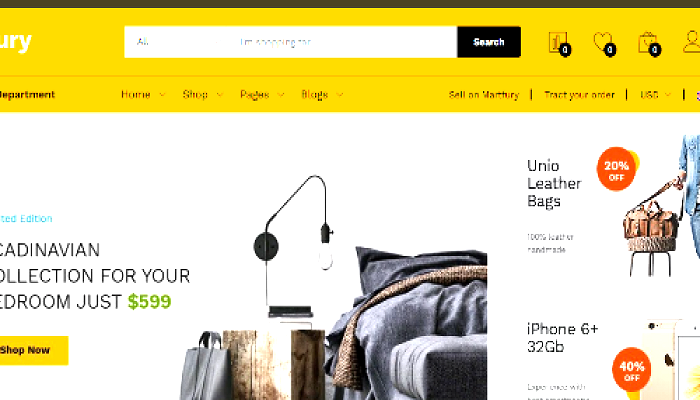 ury
All
I'm shopping for
Search
0
0
0
Department
Home Shop Pages Blogs
Sell on Martfury | Tract your order | USD |
ted Edition
CADINAVIAN
OLLECTION FOR YOUR
EDROOM JUST $599
Shop Now
Unio
Leather
Bags
20%
OFF
100% leather
handmade
iPhone 6+
32Gb
40%
OFF
Experience with